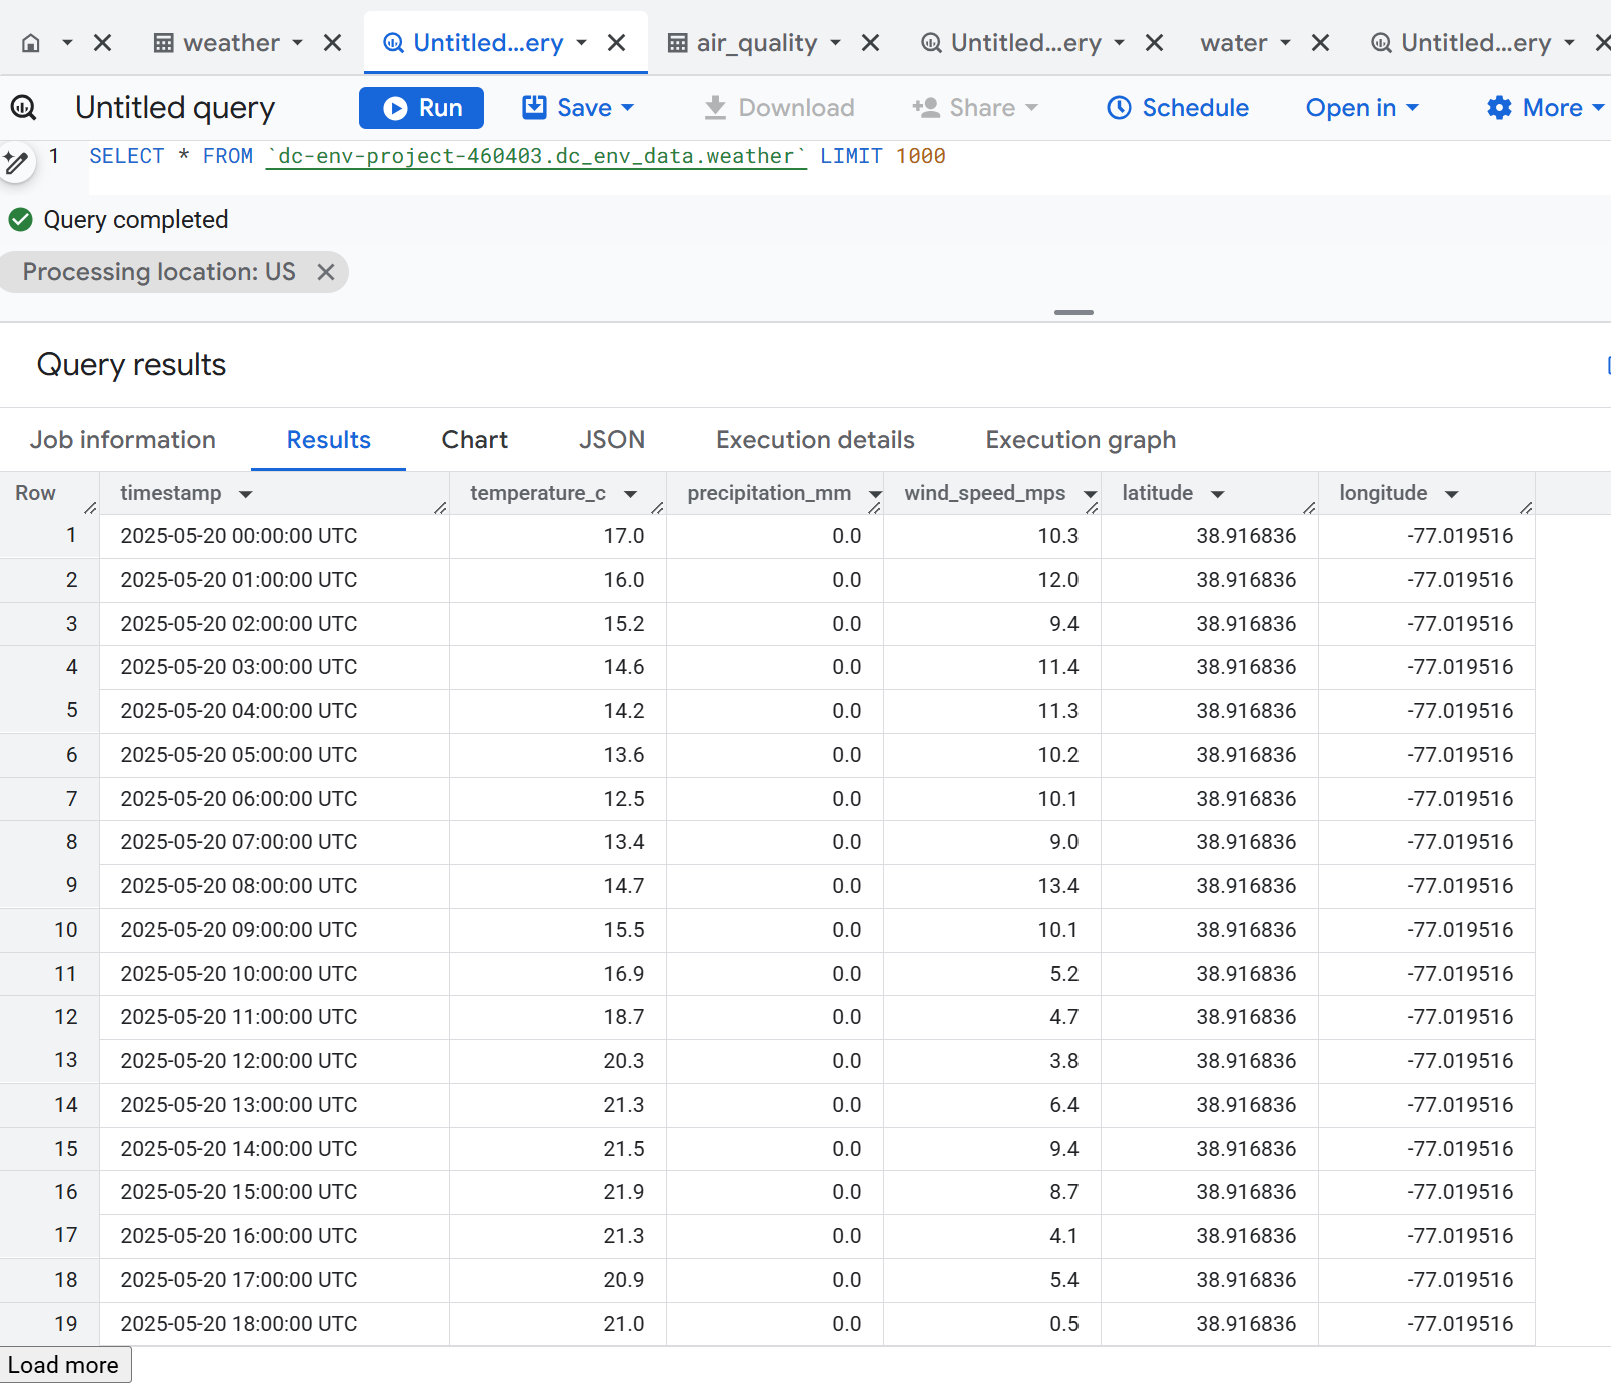 weather Untitled...ery air_quality Untitled...ery water Untitled...ery
Untitled query Run Save Download Share Schedule Open in More
1 SELECT * FROM `dc-env-project-460403.dc_env_data.weather` LIMIT 1000
Query completed
Processing location: US
Query results
Job information Results Chart JSON Execution details Execution graph
Row timestamp temperature_c precipitation_mm wind_speed_mps latitude longitude
1 2025-05-20 00:00:00 UTC 17.0 0.0 10.3 38.916836 -77.019516
2 2025-05-20 01:00:00 UTC 16.0 0.0 12.0 38.916836 -77.019516
3 2025-05-20 02:00:00 UTC 15.2 0.0 9.4 38.916836 -77.019516
4 2025-05-20 03:00:00 UTC 14.6 0.0 11.4 38.916836 -77.019516
5 2025-05-20 04:00:00 UTC 14.2 0.0 11.3 38.916836 -77.019516
6 2025-05-20 05:00:00 UTC 13.6 0.0 10.2 38.916836 -77.019516
7 2025-05-20 06:00:00 UTC 12.5 0.0 10.1 38.916836 -77.019516
8 2025-05-20 07:00:00 UTC 13.4 0.0 9.0 38.916836 -77.019516
9 2025-05-20 08:00:00 UTC 14.7 0.0 13.4 38.916836 -77.019516
10 2025-05-20 09:00:00 UTC 15.5 0.0 10.1 38.916836 -77.019516
11 2025-05-20 10:00:00 UTC 16.9 0.0 5.2 38.916836 -77.019516
12 2025-05-20 11:00:00 UTC 18.7 0.0 4.7 38.916836 -77.019516
13 2025-05-20 12:00:00 UTC 20.3 0.0 3.8 38.916836 -77.019516
14 2025-05-20 13:00:00 UTC 21.3 0.0 6.4 38.916836 -77.019516
15 2025-05-20 14:00:00 UTC 21.5 0.0 9.4 38.916836 -77.019516
16 2025-05-20 15:00:00 UTC 21.9 0.0 8.7 38.916836 -77.019516
17 2025-05-20 16:00:00 UTC 21.3 0.0 4.1 38.916836 -77.019516
18 2025-05-20 17:00:00 UTC 20.9 0.0 5.4 38.916836 -77.019516
19 2025-05-20 18:00:00 UTC 21.0 0.0 0.5 38.916836 -77.019516
Load more